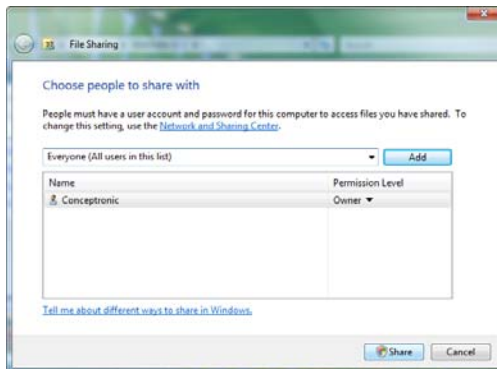 File Sharing
Choose people to share with
People must have a user account and password for this computer to access files you have shared. To
change this setting, use the Network and Sharing Center.
Everyone (All users in this list)
Add
Name Permission Level
Conceptronic Owner
Tell me about different ways to share in Windows.
Share Cancel